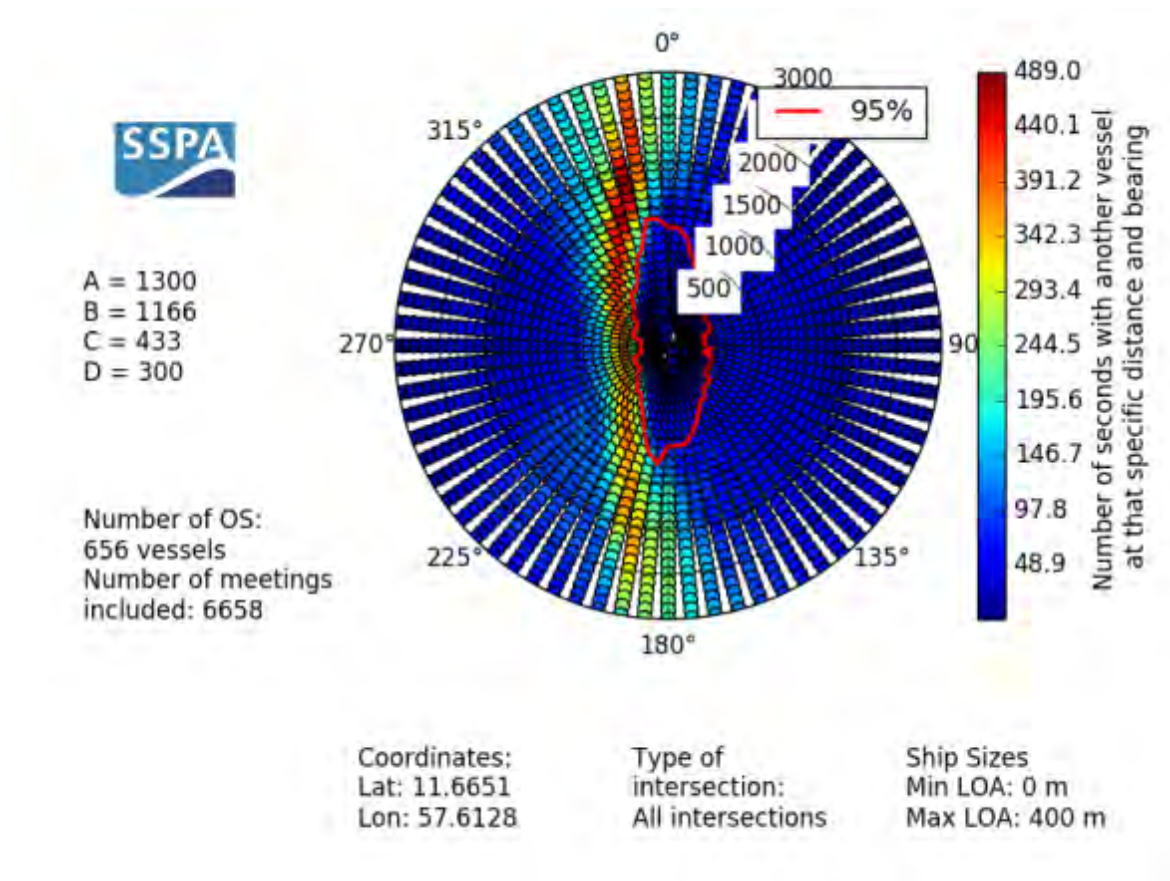 SSPA
A = 1300
B = 1166
C = 433
D = 300
Number of OS:
656 vessels
Number of meetings
included: 6658
0°
315°
270°
225°
180°
135°
90
3000
2000
1500
1000
500
95%
489.0
440.1
391.2
342.3
293.4
244.5
195.6
146.7
97.8
48.9
Number of seconds with another vessel
at that specific distance and bearing
Coordinates:
Lat: 11.6651
Lon: 57.6128
Type of
intersection:
All intersections
Ship Sizes
Min LOA: 0 m
Max LOA: 400 m